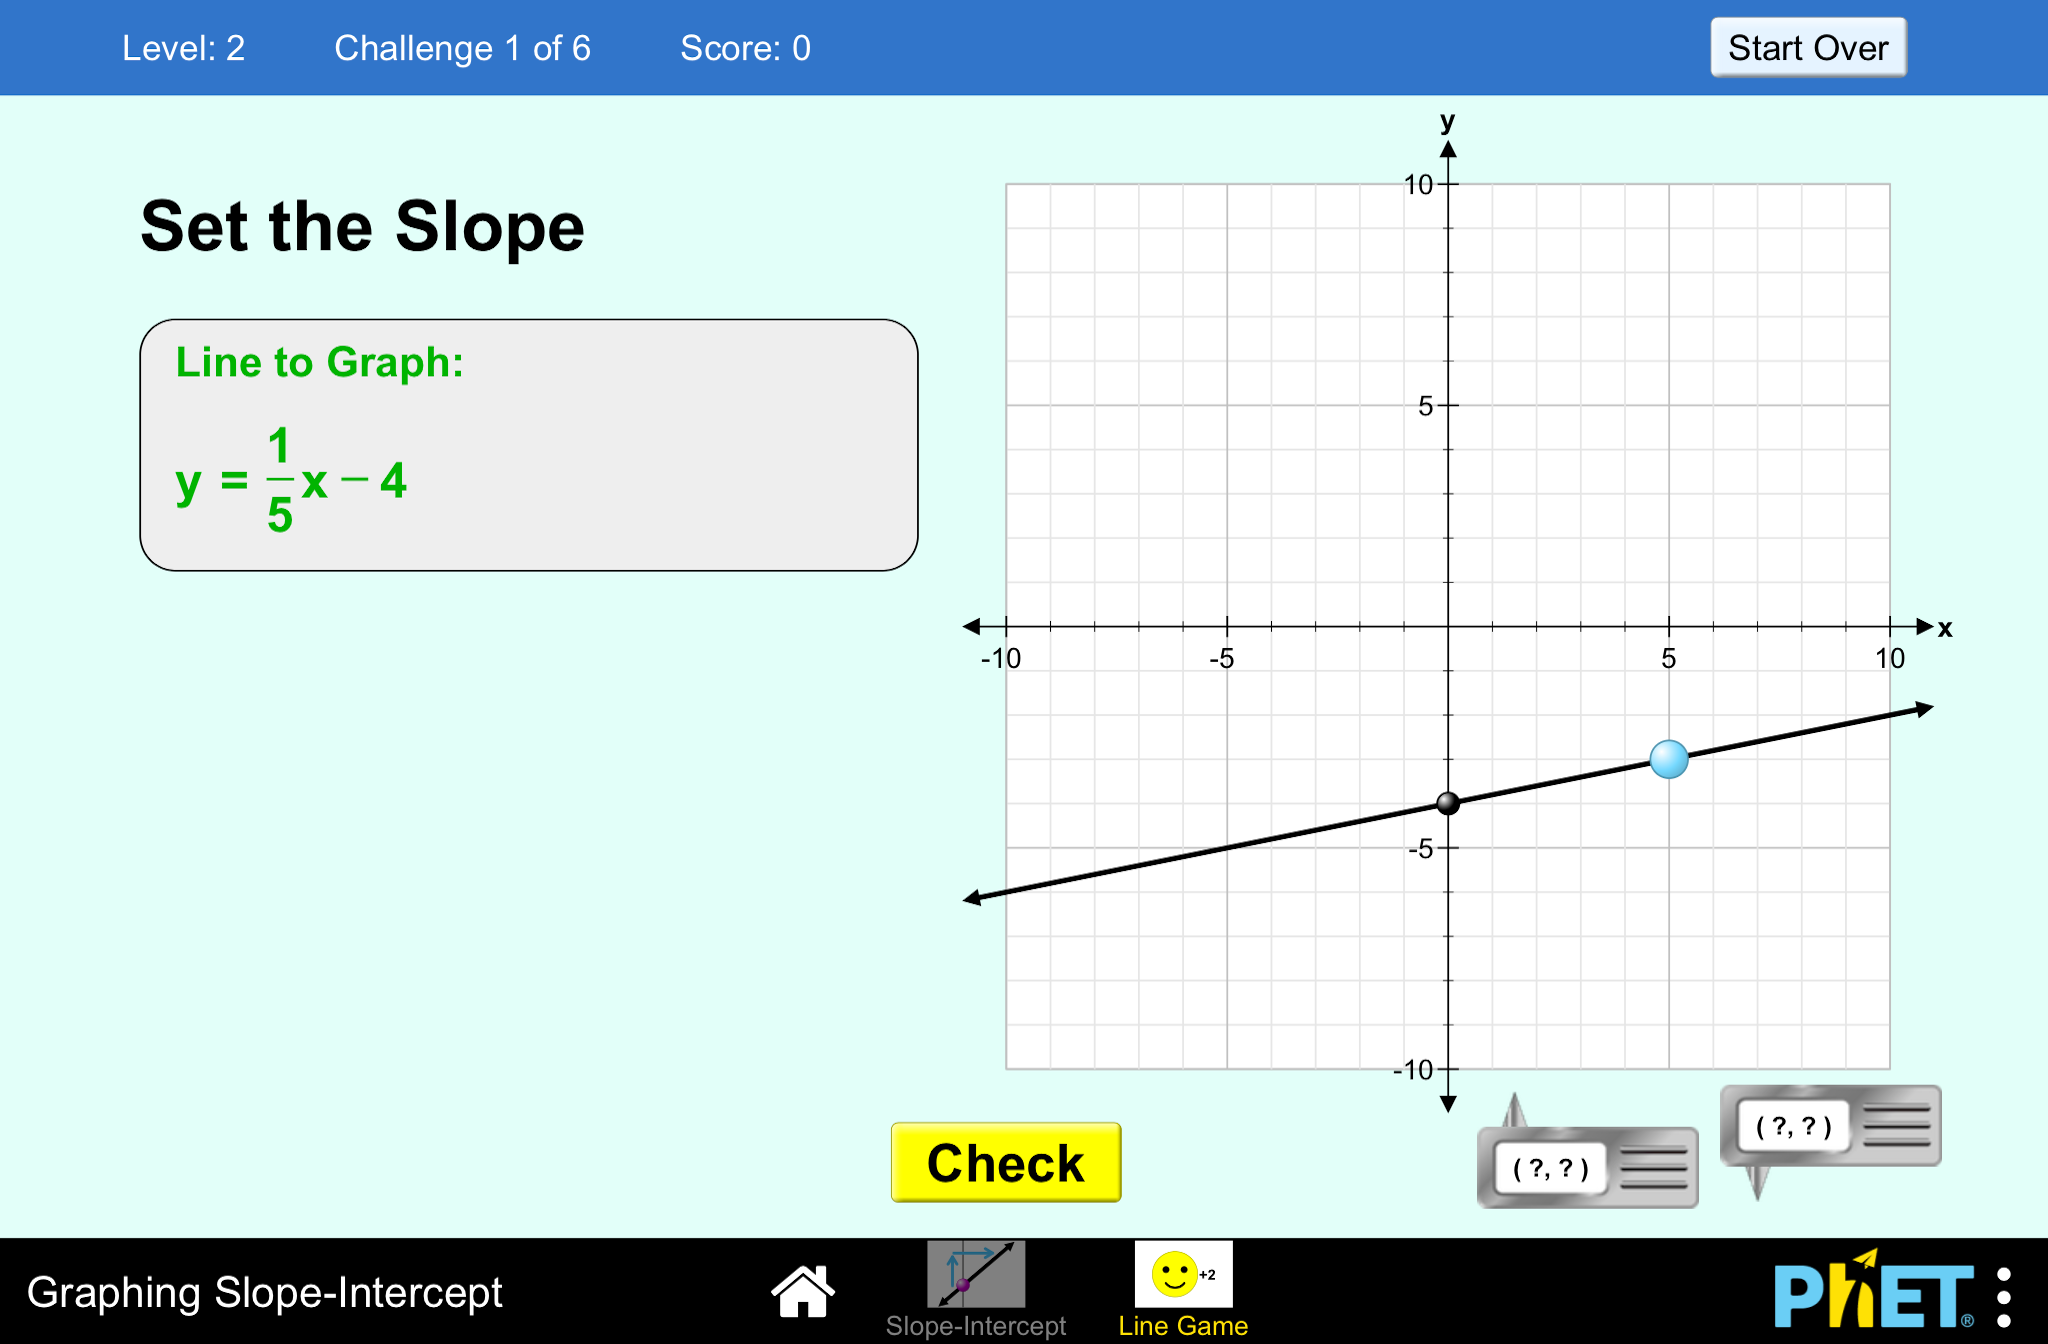 Level: 2 Challenge 1 of 6 Score: 0 Start Over
Set the Slope
Line to Graph:
y = 1/5 x − 4
y
10
5
-10 -5 5 10 x
-5
-10
Check
( ?, ? )
( ?, ? )
Graphing Slope-Intercept
Slope-Intercept
+2
Line Game
PhET®